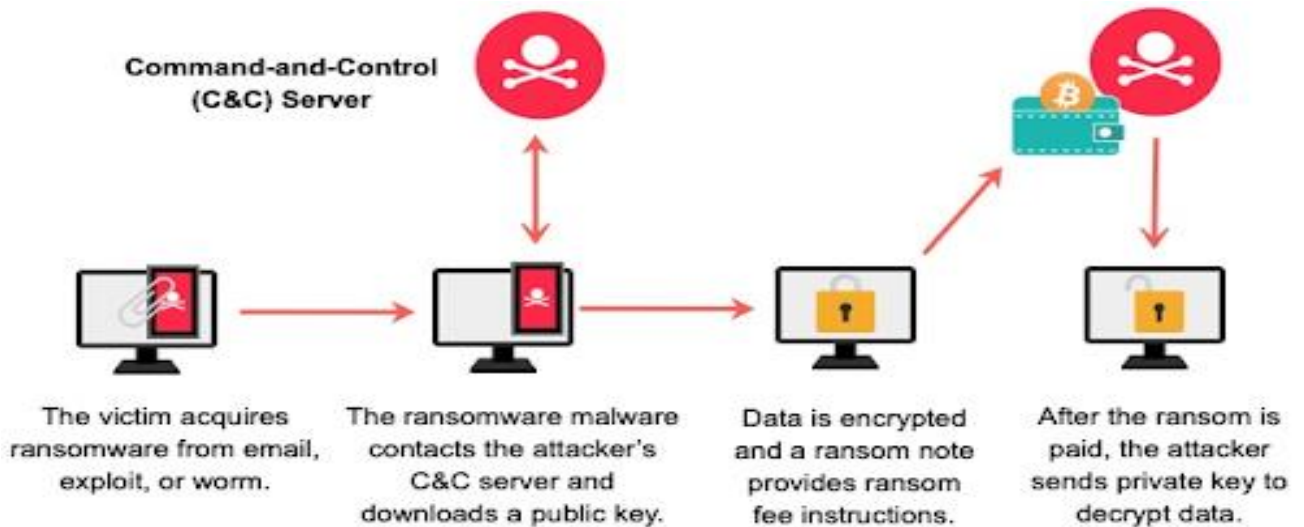 Command-and-Control
(C&C) Server
The victim acquires
ransomware from email,
exploit, or worm.
The ransomware malware
contacts the attacker's
C&C server and
downloads a public key.
Data is encrypted
and a ransom note
provides ransom
fee instructions.
After the ransom is
paid, the attacker
sends private key to
decrypt data.